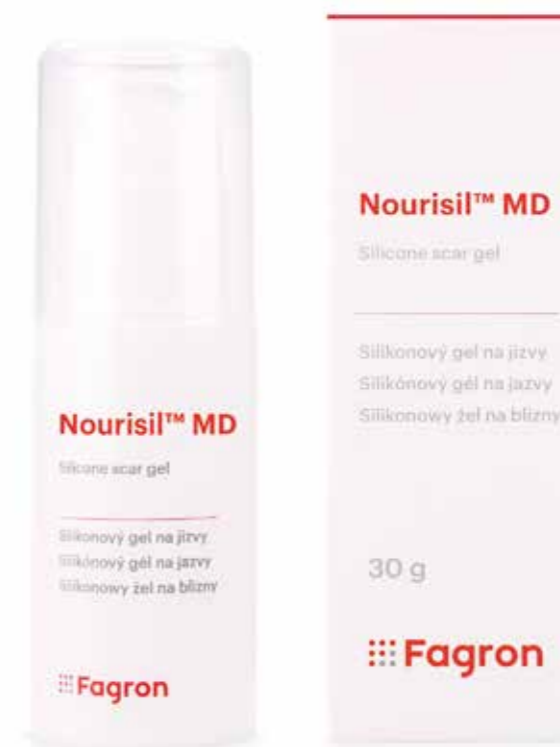 Nourisil™ MD
Silicone scar gel
Silikonový gel na jizvy
Silikónový gél na jazvy
Silikonowy żel na blizny
Fagron
Nourisil™ MD
Silicone scar gel
Silikonový gel na jizvy
Silikónový gél na jazvy
Silikonowy żel na blizny
30 g
Fagron